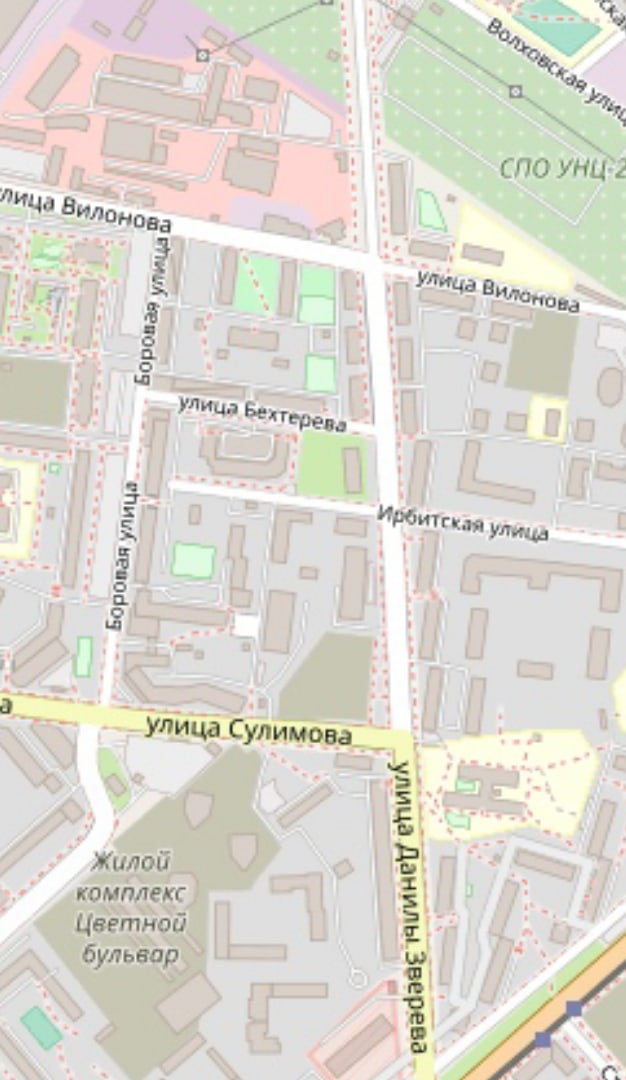 Волховская улиц
СПО УНЦ-2
улица Вилонова
улица Вилонова
Боровая улица
улица Бехтерева
Ирбитская улица
Боровая улица
а
улица Сулимова
улица Данилы Зверева
Жилой
комплекс
Цветной
бульвар